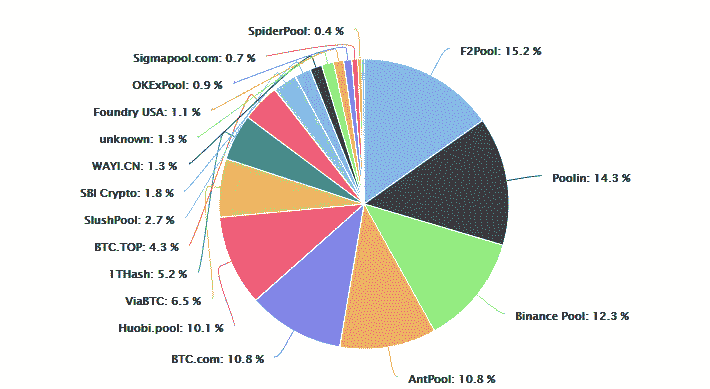 SpiderPool: 0.4 %
F2Pool: 15.2 %
Sigmapool.com: 0.7 %
OKExPool: 0.9 %
Foundry USA: 1.1 %
unknown: 1.3 %
WAYI.CN: 1.3 %
Poolin: 14.3 %
SBI Crypto: 1.8 %
SlushPool: 2.7 %
BTC.TOP: 4.3 %
1THash: 5.2 %
ViaBTC: 6.5 %
Binance Pool: 12.3 %
Huobi.pool: 10.1 %
BTC.com: 10.8 %
AntPool: 10.8 %